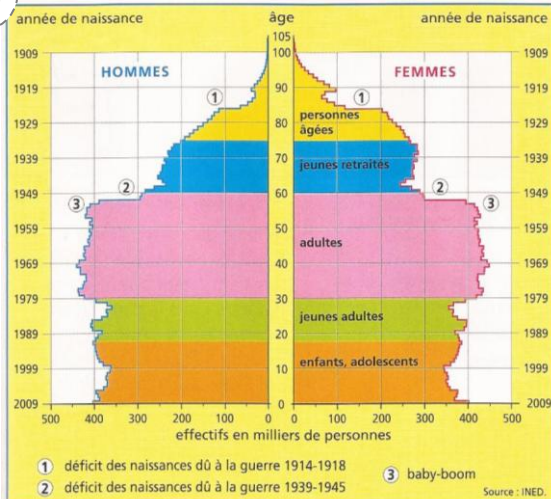 année de naissance âge année de naissance
105
1909 100 1909
HOMMES FEMMES
1919 90 1919
① ①
1929 80 personnes âgées 1929
1939 70 jeunes retraités 1939
② ②
1949 60 1949
③ ③
1959 50 1959
adultes
1969 40 1969
1979 30 1979
jeunes adultes
1989 20 1989
1999 10 enfants, adolescents 1999
2009 0 2009
500 400 300 200 100 0 0 100 200 300 400 500
effectifs en milliers de personnes
① déficit des naissances dû à la guerre 1914-1918
② déficit des naissances dû à la guerre 1939-1945
③ baby-boom
Source : INED.